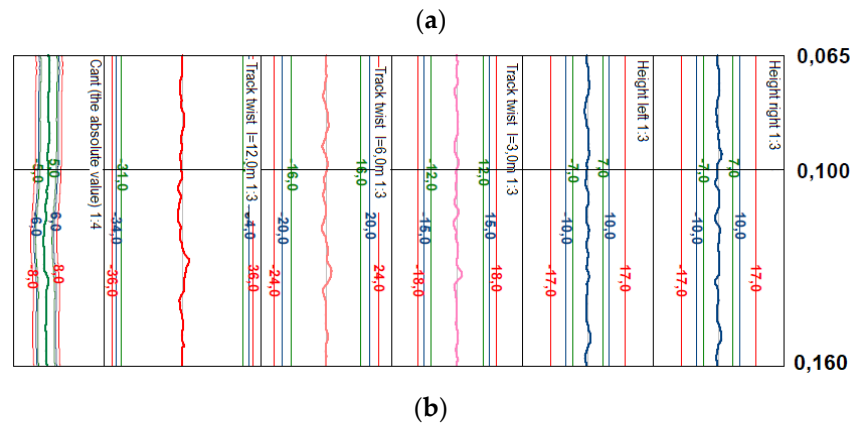 (a)
Cant (the absolute value) 1:4
Track twist l=12,0m 1:3
Track twist l=6,0m 1:3
Track twist l=3,0m 1:3
Height left 1:3
Height right 1:3
0,065
-5,0 5,0 -31,0 -16,0 16,0 -12,0 12,0 -7,0 7,0 -7,0 7,0
0,100
-6,0 6,0 -34,0 34,0 -20,0 20,0 -15,0 15,0 -10,0 10,0 -10,0 10,0
-8,0 8,0 -36,0 36,0 -24,0 24,0 -18,0 18,0 -17,0 17,0 -17,0 17,0
0,160
(b)